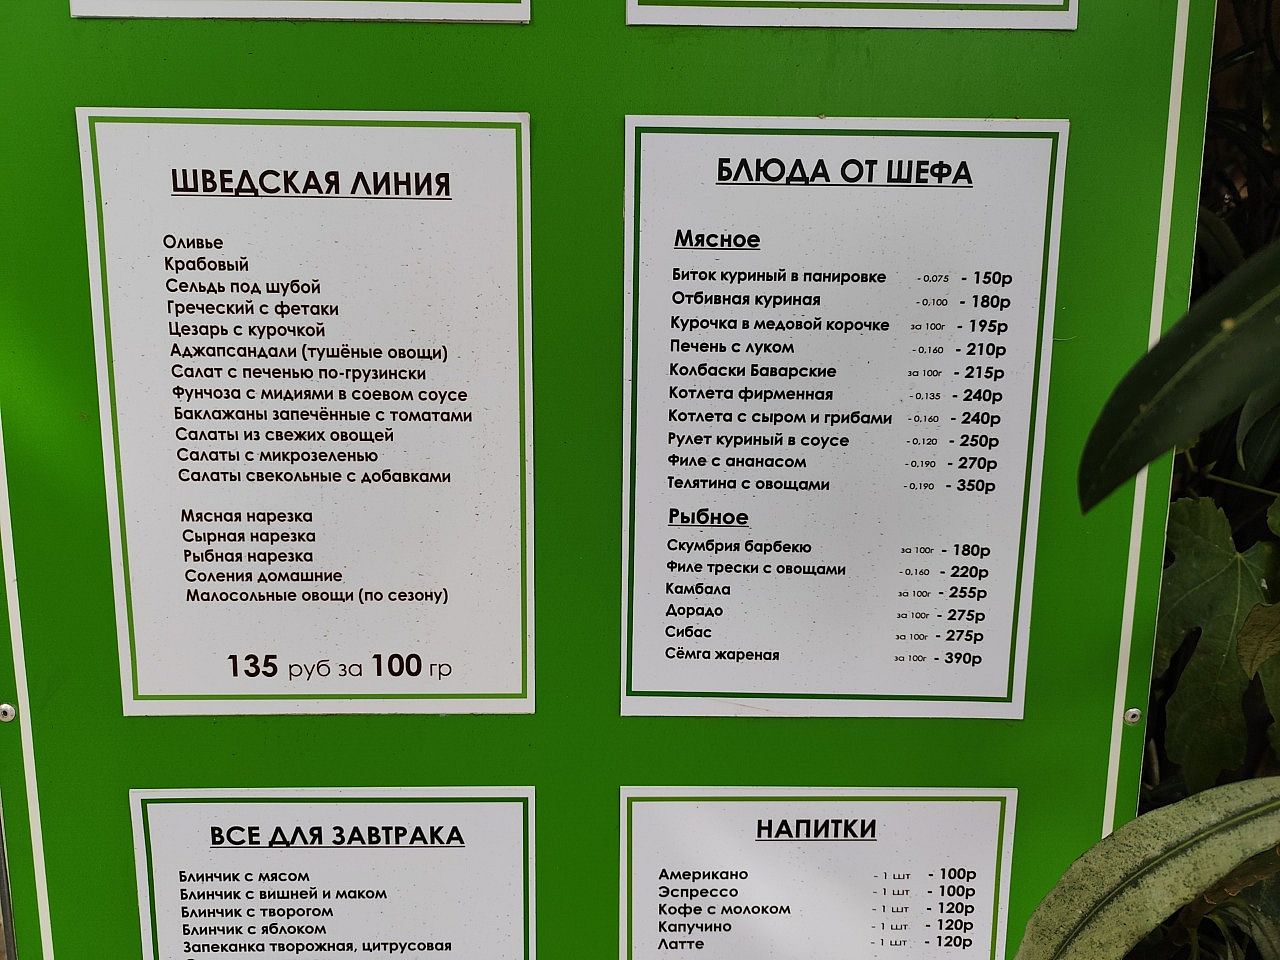 ШВЕДСКАЯ ЛИНИЯ
Оливье
Крабовый
Сельдь под шубой
Греческий с фетаки
Цезарь с курочкой
Аджапсандали (тушёные овощи)
Салат с печенью по-грузински
Фунчоза с мидиями в соевом соусе
Баклажаны запечённые с томатами
Салаты из свежих овощей
Салаты с микрозеленью
Салаты свекольные с добавками
Мясная нарезка
Сырная нарезка
Рыбная нарезка
Соления домашние
Малосольные овощи (по сезону)
135 руб за 100 гр
БЛЮДА ОТ ШЕФА
Мясное
Биток куриный в панировке - 0,075 - 150р
Отбивная куриная - 0,100 - 180р
Курочка в медовой корочке за 100г - 195р
Печень с луком - 0,160 - 210р
Колбаски Баварские за 100г - 215р
Котлета фирменная - 0,135 - 240р
Котлета с сыром и грибами - 0,160 - 240р
Рулет куриный в соусе - 0,120 - 250р
Филе с ананасом - 0,190 - 270р
Телятина с овощами - 0,190 - 350р
Рыбное
Скумбрия барбекю за 100г - 180р
Филе трески с овощами - 0,160 - 220р
Камбала за 100г - 255р
Дорадо за 100г - 275р
Сибас за 100г - 275р
Сёмга жареная за 100г - 390р
ВСЕ ДЛЯ ЗАВТРАКА
Блинчик с мясом
Блинчик с вишней и маком
Блинчик с творогом
Блинчик с яблоком
Запеканка творожная, цитрусовая
НАПИТКИ
Американо - 1 шт - 100р
Эспрессо - 1 шт - 100р
Кофе с молоком - 1 шт - 120р
Капучино - 1 шт - 120р
Латте - 1 шт - 120р